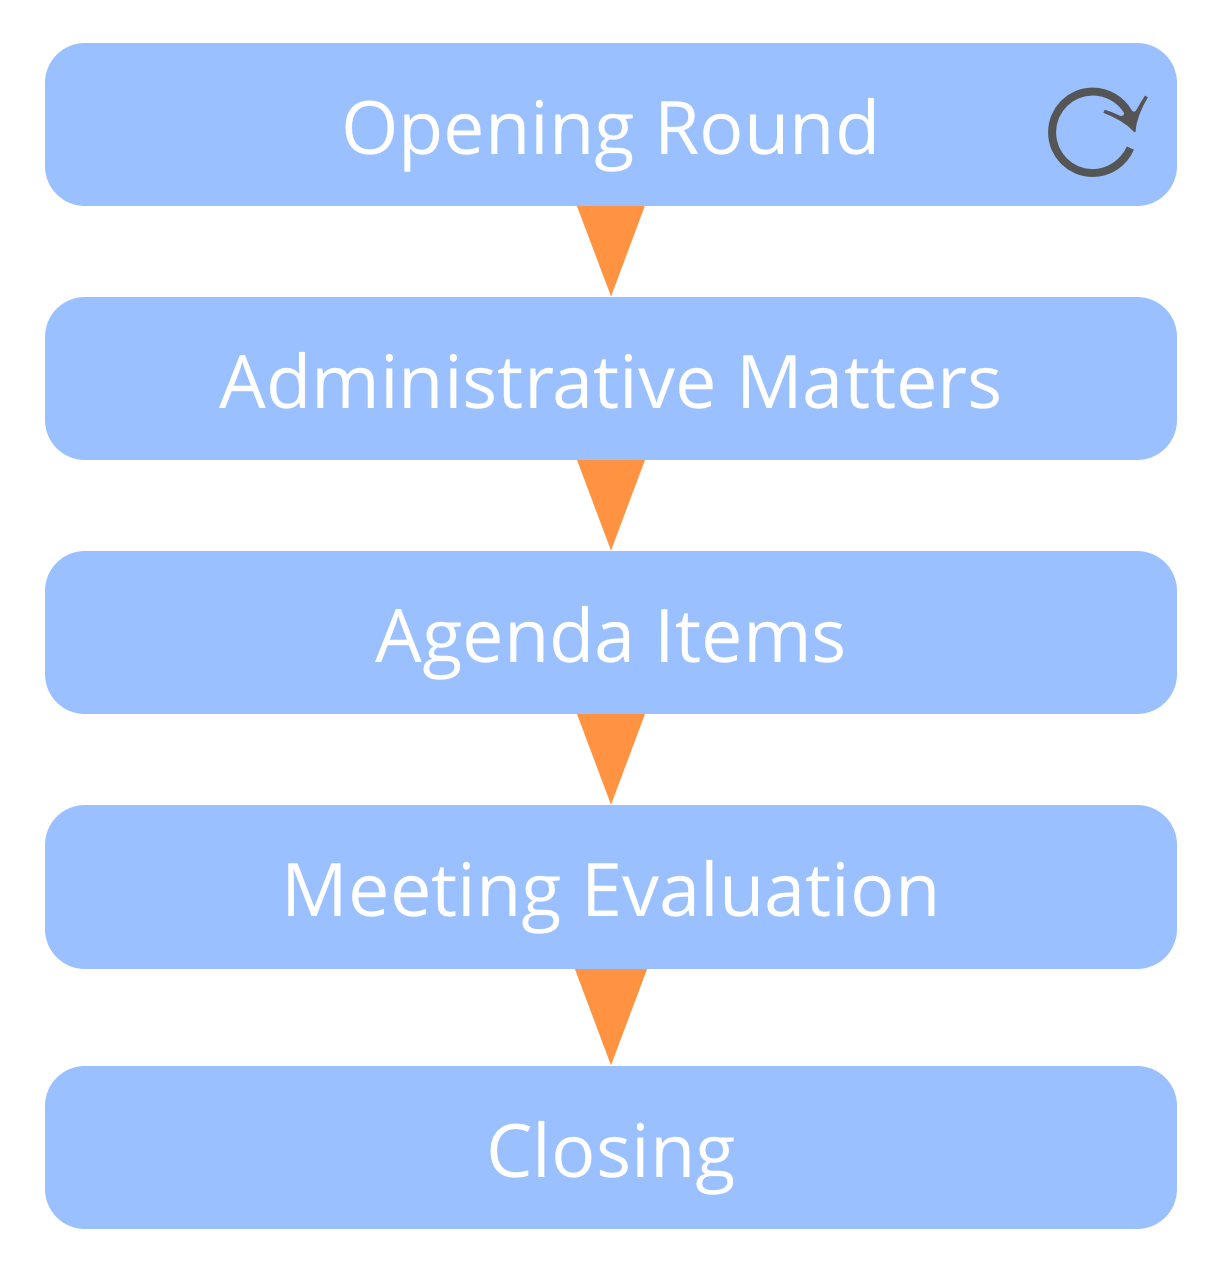 Opening Round
Administrative Matters
Agenda Items
Meeting Evaluation
Closing